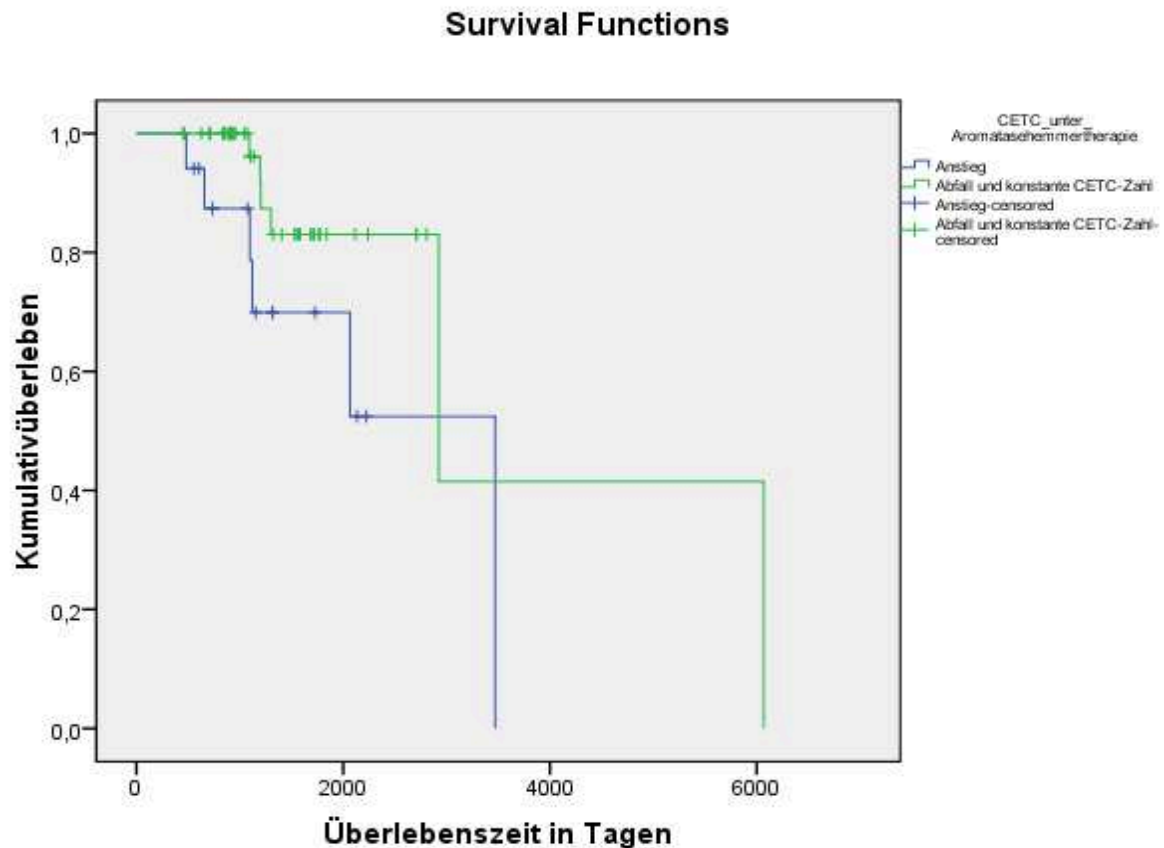 Survival Functions
CETC_unter_
Aromatasehemmertherapie
Anstieg
Abfall und konstante CETC-Zahl
Anstieg-censored
Abfall und konstante CETC-Zahl-
censored
Kumulativüberleben
1,0
0,8
0,6
0,4
0,2
0,0
0
2000
4000
6000
Überlebenszeit in Tagen